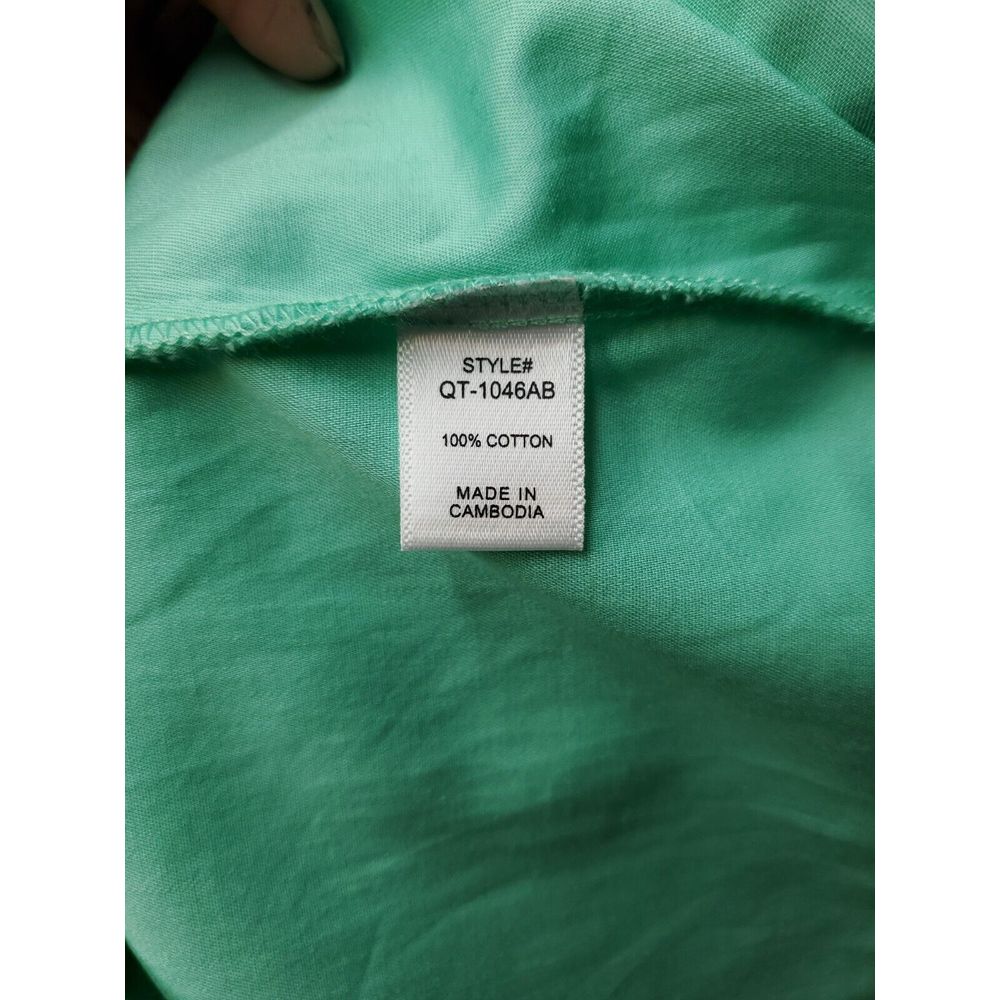 STYLE#
QT-1046AB
100% COTTON
MADE IN
CAMBODIA